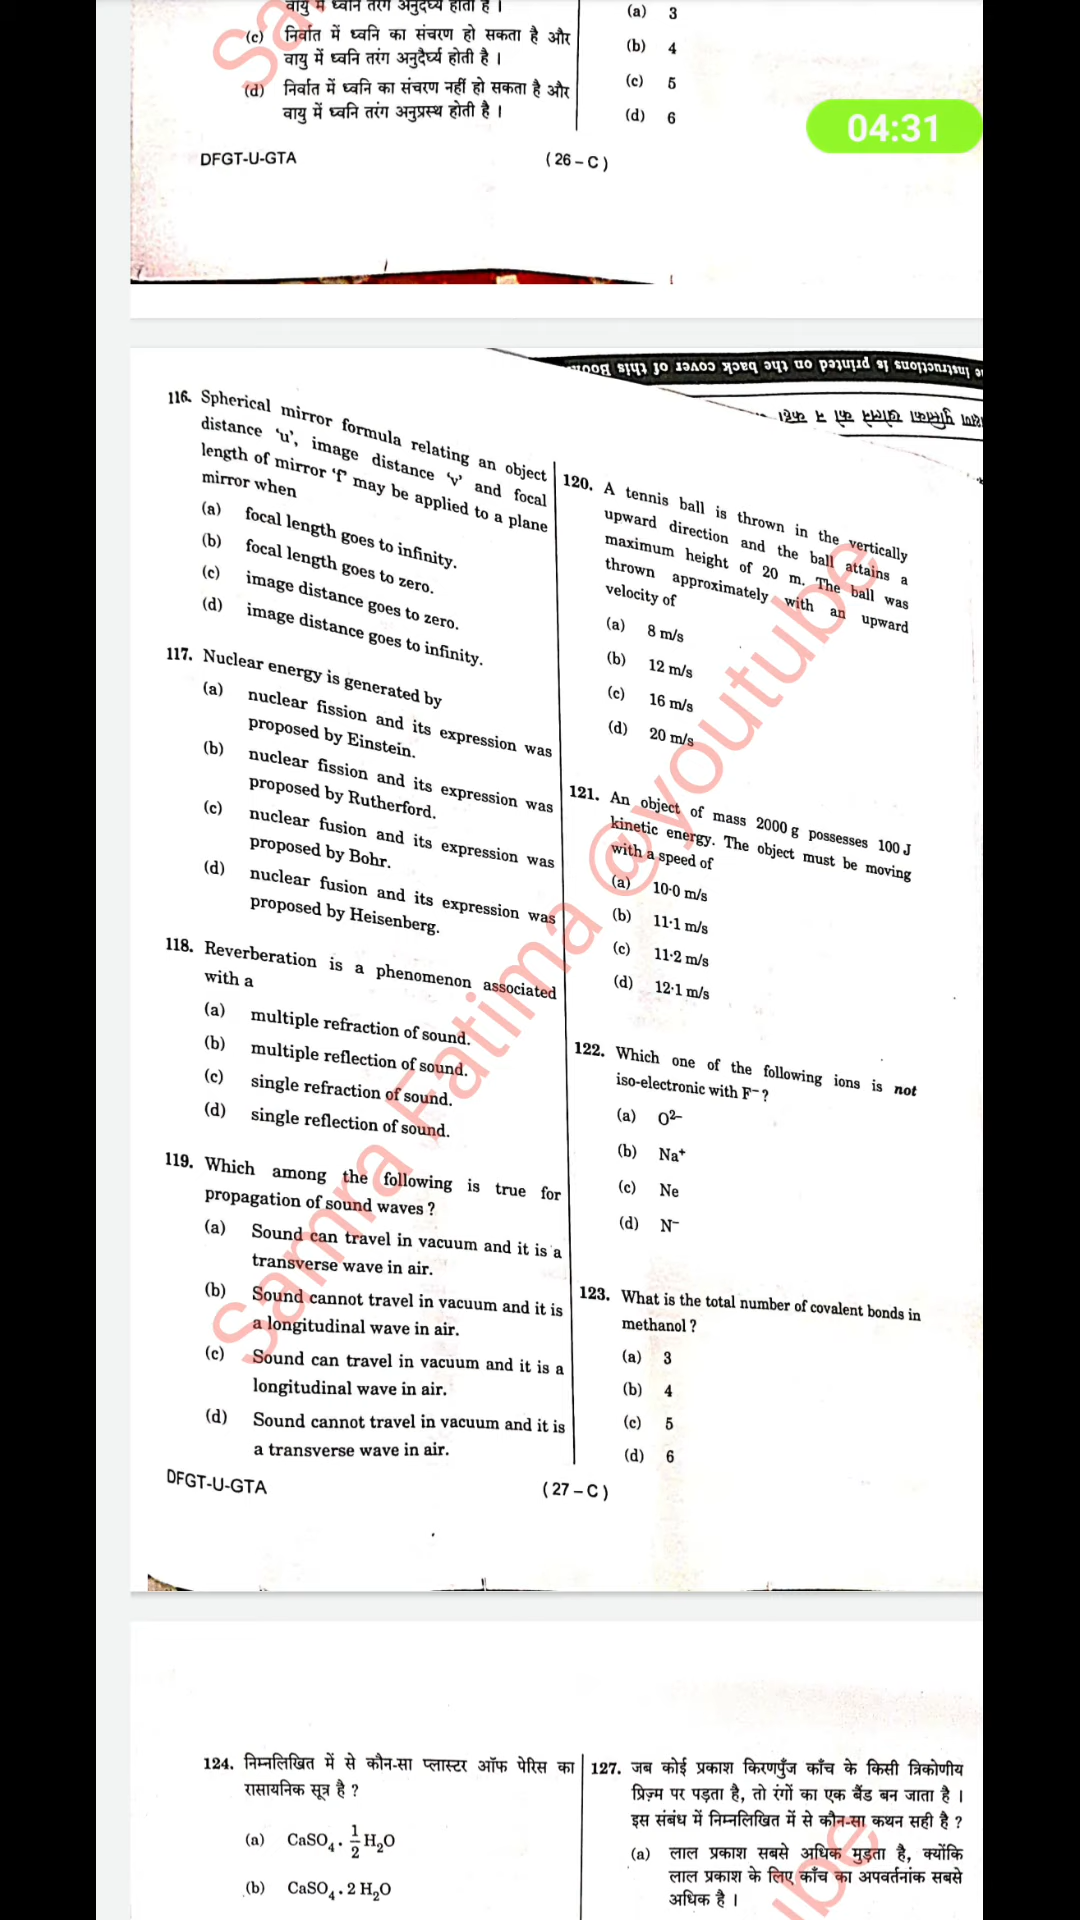 वायु में ध्वनि तरंग अनुदैर्घ्य होती है ।
(c) निर्वात में ध्वनि का संचरण हो सकता है और
वायु में ध्वनि तरंग अनुदैर्घ्य होती है ।
(d) निर्वात में ध्वनि का संचरण नहीं हो सकता है और
वायु में ध्वनि तरंग अनुप्रस्थ होती है ।
(a) 3
(b) 4
(c) 5
(d) 6
04:31
DFGT-U-GTA
( 26 – C )
instructions is printed on the back cover of this
पुस्तिका खोलने को न कहा
116. Spherical mirror formula relating an object
distance ‘u’, image distance ‘v’ and focal
length of mirror ‘f’ may be applied to a plane
mirror when
(a) focal length goes to infinity.
(b) focal length goes to zero.
(c) image distance goes to zero.
(d) image distance goes to infinity.
117. Nuclear energy is generated by
(a) nuclear fission and its expression was
proposed by Einstein.
(b) nuclear fission and its expression was
proposed by Rutherford.
(c) nuclear fusion and its expression was
proposed by Bohr.
(d) nuclear fusion and its expression was
proposed by Heisenberg.
118. Reverberation is a phenomenon associated
with a
(a) multiple refraction of sound.
(b) multiple reflection of sound.
(c) single refraction of sound.
(d) single reflection of sound.
119. Which among the following is true for
propagation of sound waves ?
(a) Sound can travel in vacuum and it is a
transverse wave in air.
(b) Sound cannot travel in vacuum and it is
a longitudinal wave in air.
(c) Sound can travel in vacuum and it is a
longitudinal wave in air.
(d) Sound cannot travel in vacuum and it is
a transverse wave in air.
120. A tennis ball is thrown in the vertically
upward direction and the ball attains a
maximum height of 20 m. The ball was
thrown approximately with an upward
velocity of
(a) 8 m/s
(b) 12 m/s
(c) 16 m/s
(d) 20 m/s
121. An object of mass 2000 g possesses 100 J
kinetic energy. The object must be moving
with a speed of
(a) 10·0 m/s
(b) 11·1 m/s
(c) 11·2 m/s
(d) 12·1 m/s
122. Which one of the following ions is not
iso-electronic with F⁻ ?
(a) O²⁻
(b) Na⁺
(c) Ne
(d) N⁻
123. What is the total number of covalent bonds in
methanol ?
(a) 3
(b) 4
(c) 5
(d) 6
Samra Fatima @youtube
DFGT-U-GTA
( 27 – C )
124. निम्नलिखित में से कौन-सा प्लास्टर ऑफ पेरिस का
रासायनिक सूत्र है ?
(a) CaSO₄ . 1/2 H₂O
(b) CaSO₄ . 2 H₂O
127. जब कोई प्रकाश किरणपुँज काँच के किसी त्रिकोणीय
प्रिज़्म पर पड़ता है, तो रंगों का एक बैंड बन जाता है ।
इस संबंध में निम्नलिखित में से कौन-सा कथन सही है ?
(a) लाल प्रकाश सबसे अधिक मुड़ता है, क्योंकि
लाल प्रकाश के लिए काँच का अपवर्तनांक सबसे
अधिक है ।